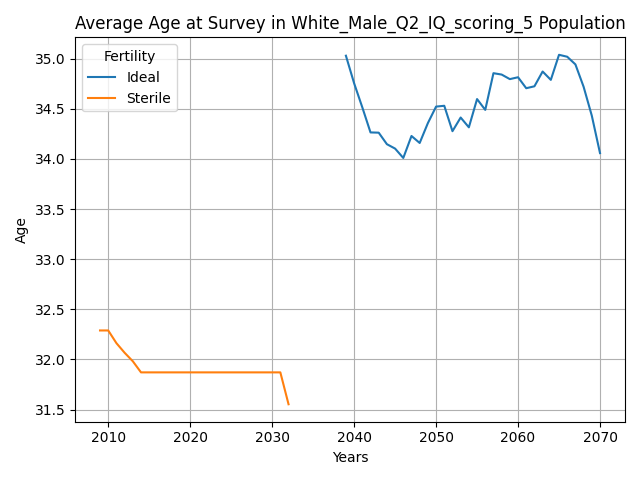 Average Age at Survey in White_Male_Q2_IQ_scoring_5 Population
Fertility
Ideal
Sterile
35.0
34.5
34.0
33.5
33.0
32.5
32.0
31.5
Age
2010 2020 2030 2040 2050 2060 2070
Years